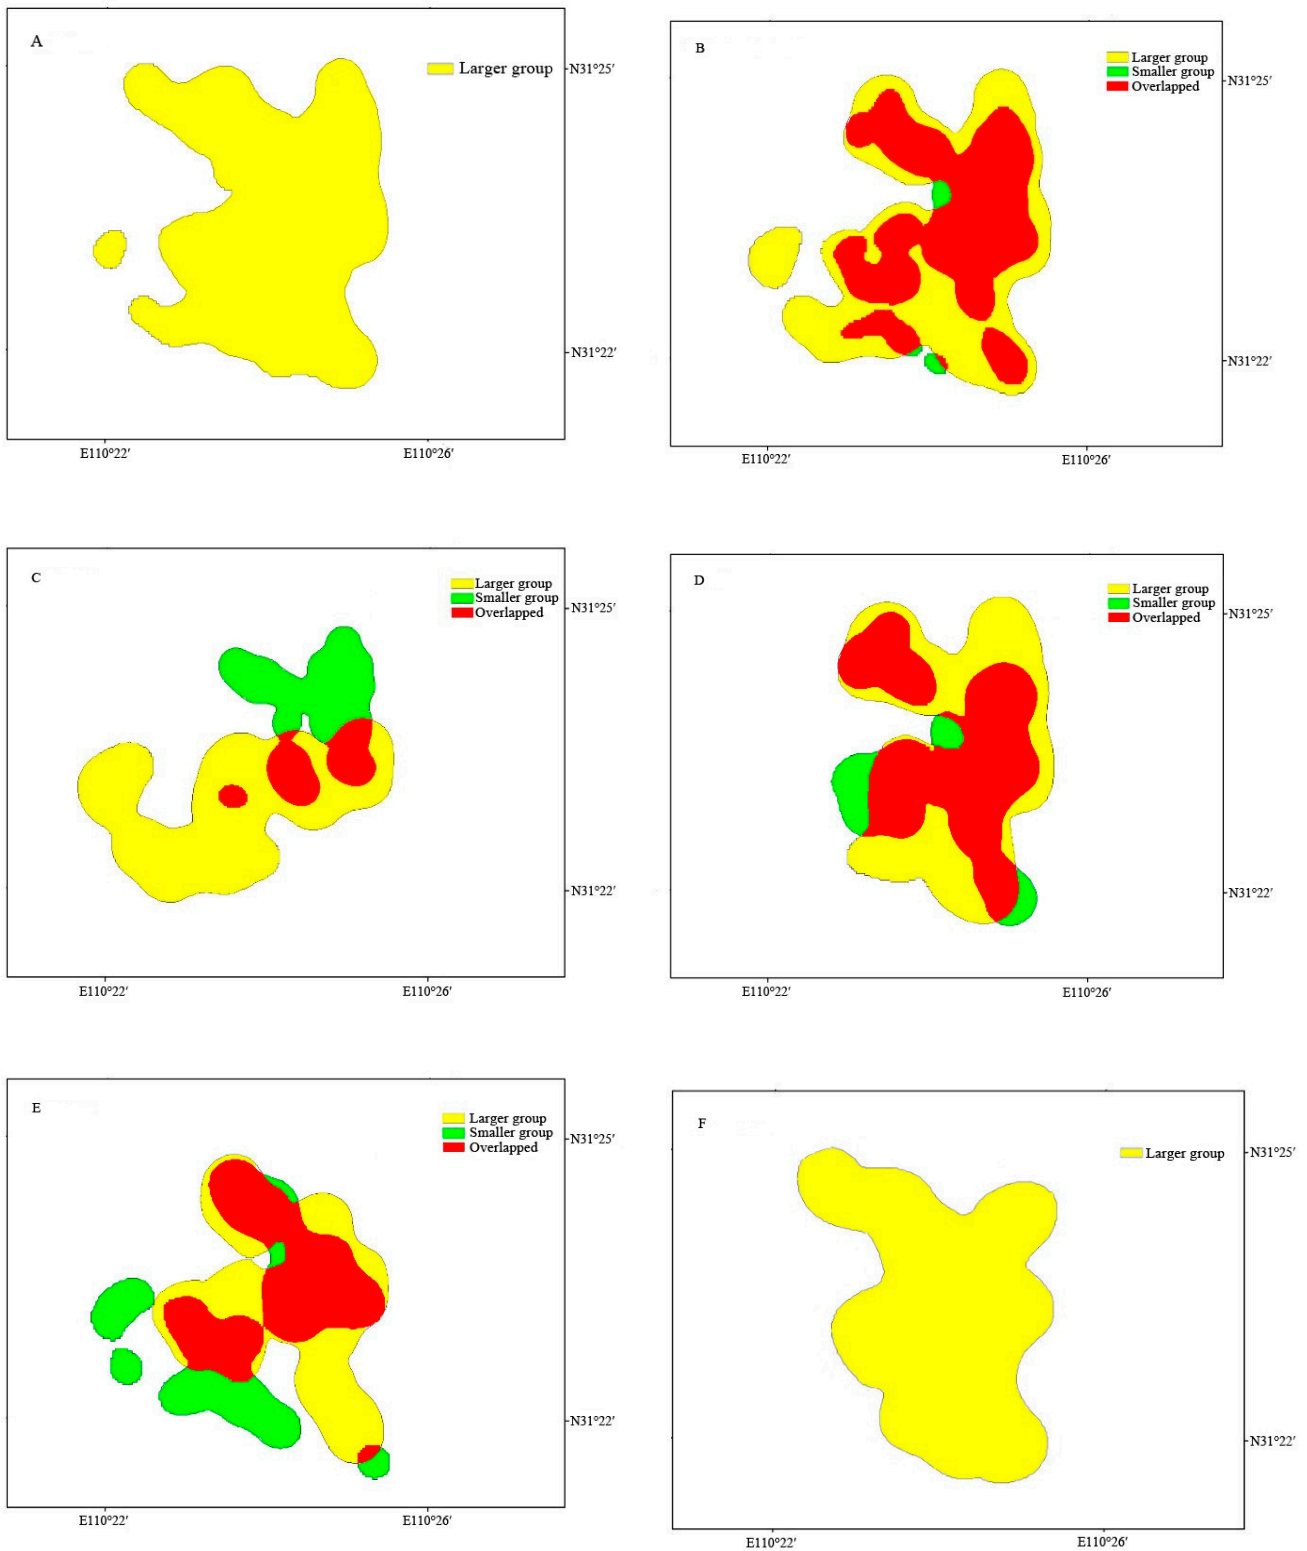 A
Larger group
N31°25′
N31°22′
E110°22′
E110°26′
B
Larger group
Smaller group
Overlapped
N31°25′
N31°22′
E110°22′
E110°26′
C
Larger group
Smaller group
Overlapped
N31°25′
N31°22′
E110°22′
E110°26′
D
Larger group
Smaller group
Overlapped
N31°25′
N31°22′
E110°22′
E110°26′
E
Larger group
Smaller group
Overlapped
N31°25′
N31°22′
E110°22′
E110°26′
F
Larger group
N31°25′
N31°22′
E110°22′
E110°26′